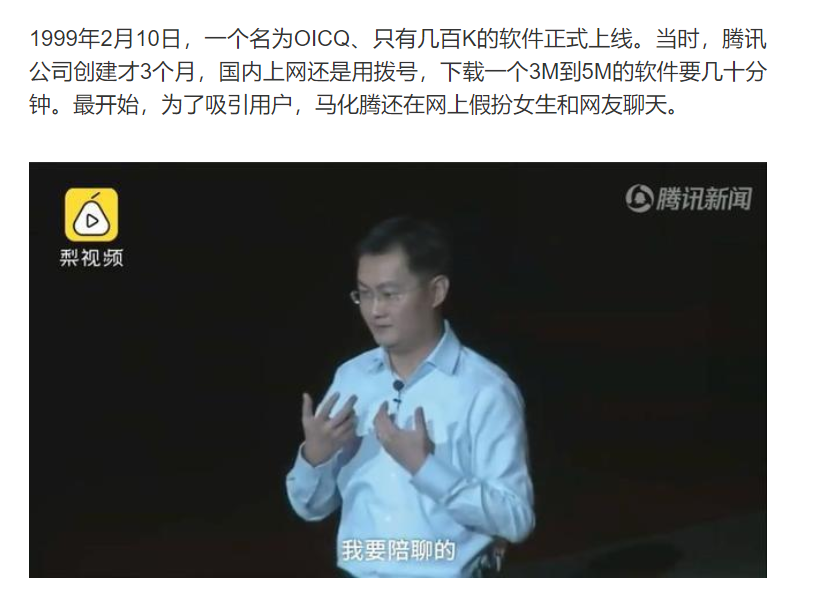 1999年2月10日，一个名为OICQ、只有几百K的软件正式上线。当时，腾讯
公司创建才3个月，国内上网还是用拨号，下载一个3M到5M的软件要几十分
钟。最开始，为了吸引用户，马化腾还在网上假扮女生和网友聊天。
腾讯新闻
梨视频
我要陪聊的